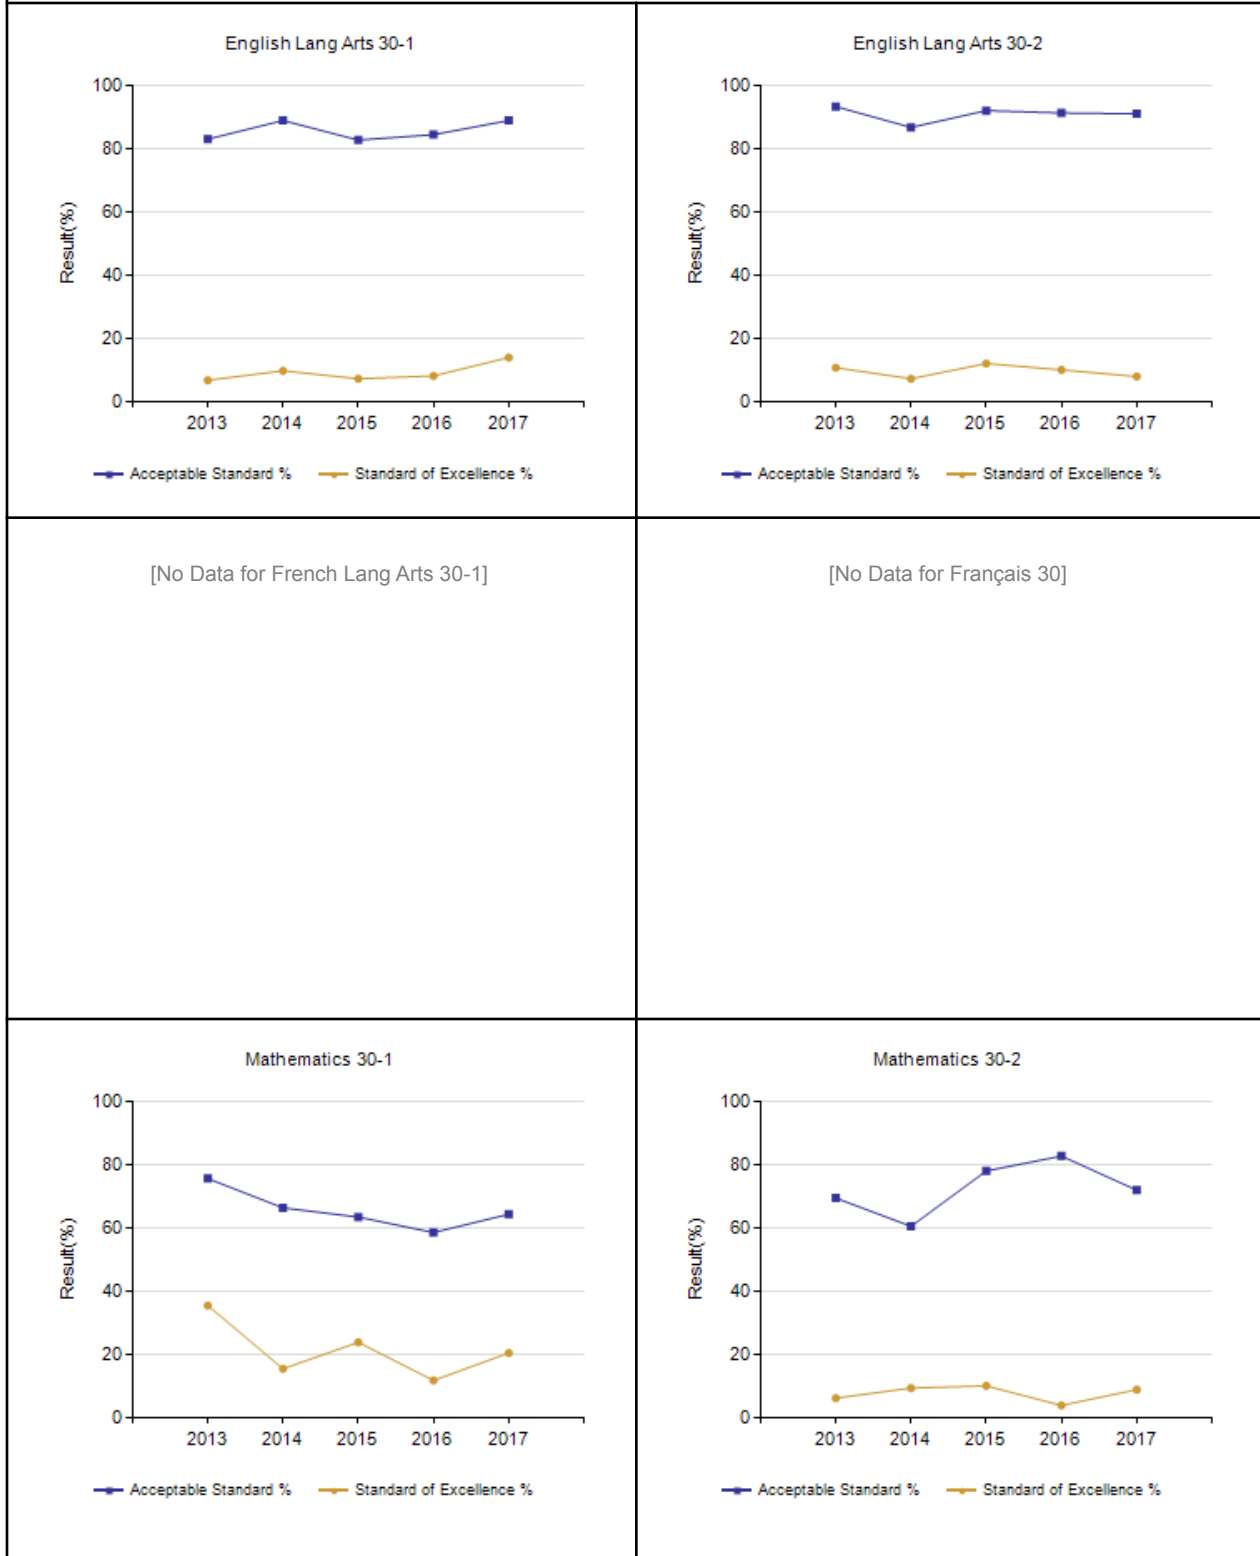 English Lang Arts 30-1
100
80
60
40
20
0
Result(%)
2013 2014 2015 2016 2017
Acceptable Standard % Standard of Excellence %
English Lang Arts 30-2
100
80
60
40
20
0
Result(%)
2013 2014 2015 2016 2017
Acceptable Standard % Standard of Excellence %
[No Data for French Lang Arts 30-1]
[No Data for Français 30]
Mathematics 30-1
100
80
60
40
20
0
Result(%)
2013 2014 2015 2016 2017
Acceptable Standard % Standard of Excellence %
Mathematics 30-2
100
80
60
40
20
0
Result(%)
2013 2014 2015 2016 2017
Acceptable Standard % Standard of Excellence %